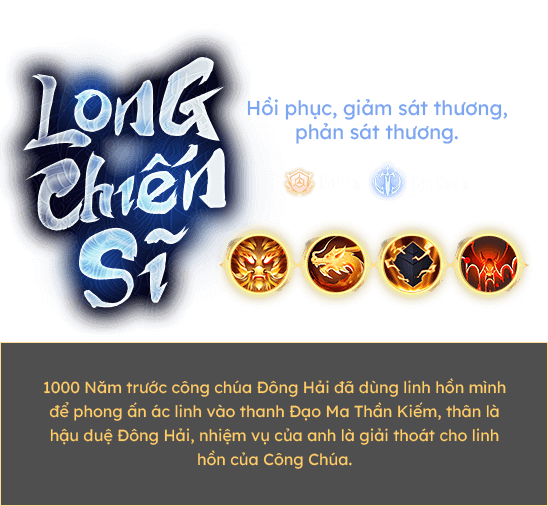 Long
Chiến
Sĩ
Hồi phục, giảm sát thương,
phản sát thương.
1000 Năm trước công chúa Đông Hải đã dùng linh hồn mình
để phong ấn ác linh vào thanh Đạo Ma Thần Kiếm, thân là
hậu duệ Đông Hải, nhiệm vụ của anh là giải thoát cho linh
hồn của Công Chúa.